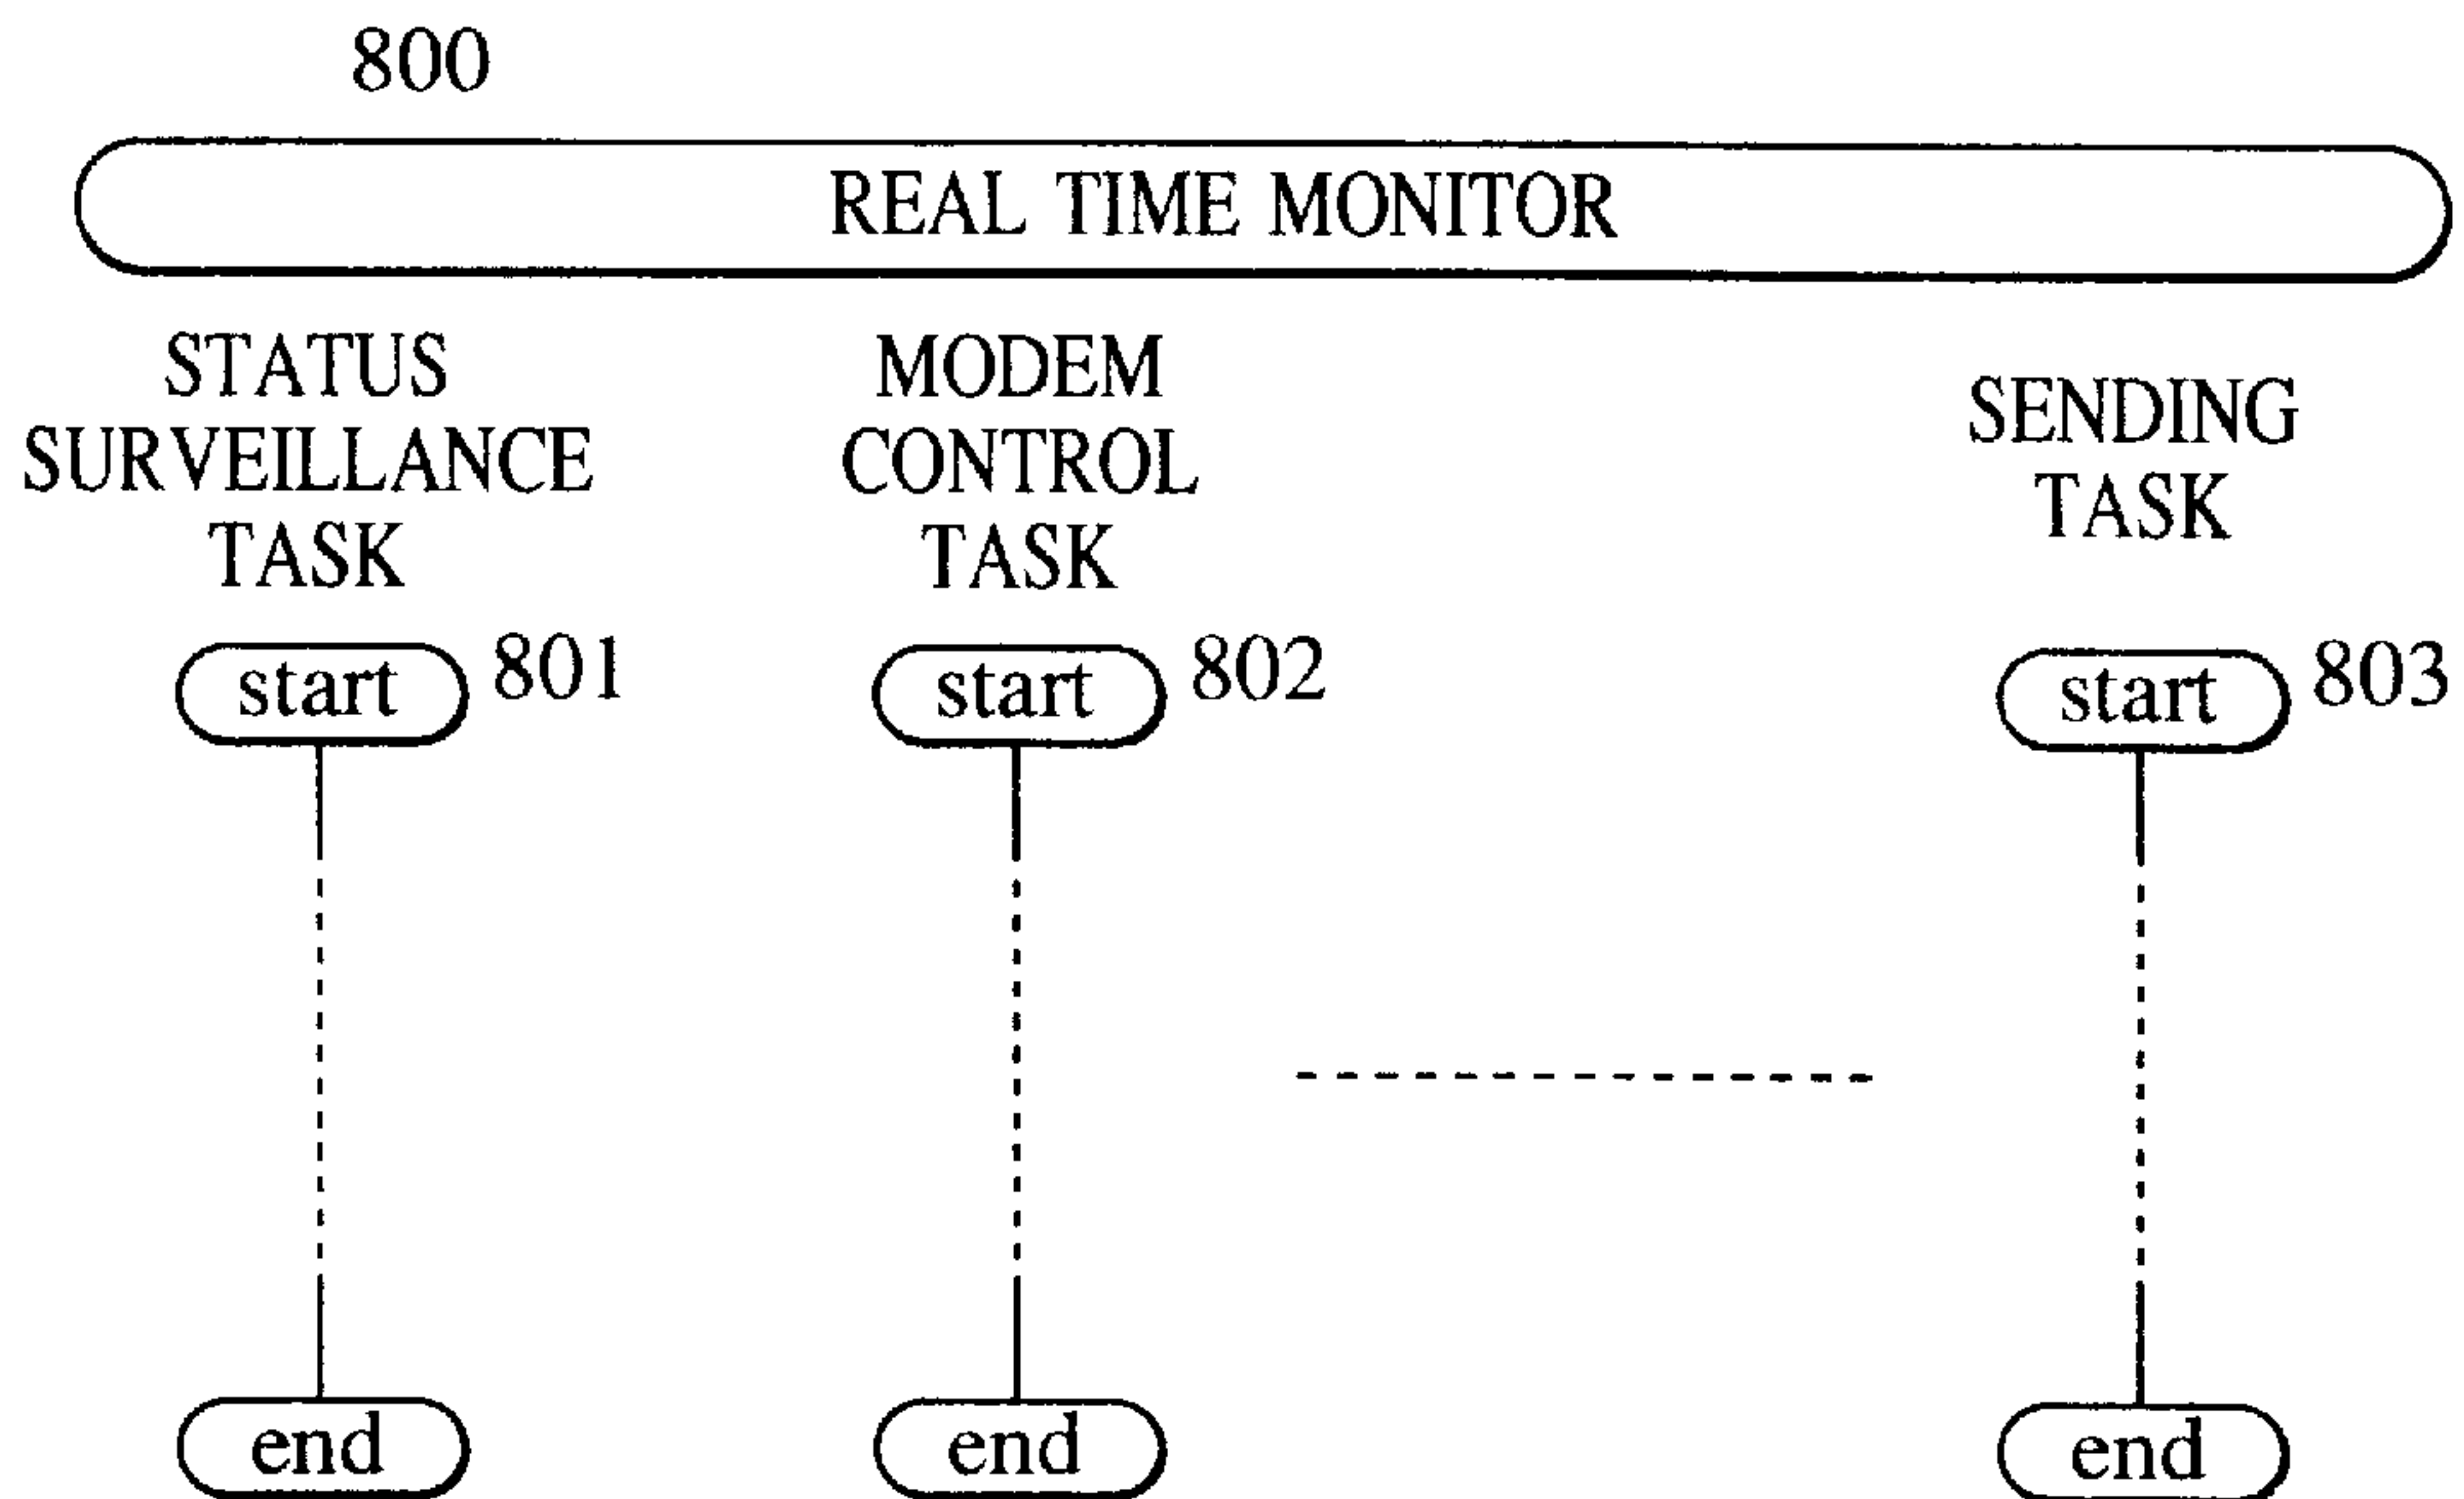 800
REAL TIME MONITOR
STATUS
SURVEILLANCE
TASK
MODEM
CONTROL
TASK
SENDING
TASK
start 801
start 802
start 803
end
end
end